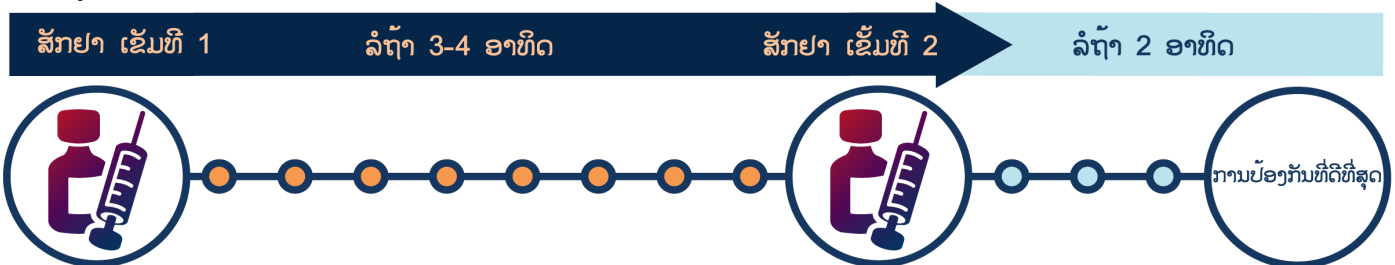 ສັກຢາ ເຂັມທີ 1
ລໍຖ້າ 3-4 ອາທິດ
ສັກຢາ ເຂັ້ມທີ 2
ລໍຖ້າ 2 ອາທິດ
ການປ້ອງກັນທີ່ດີທີ່ສຸດ